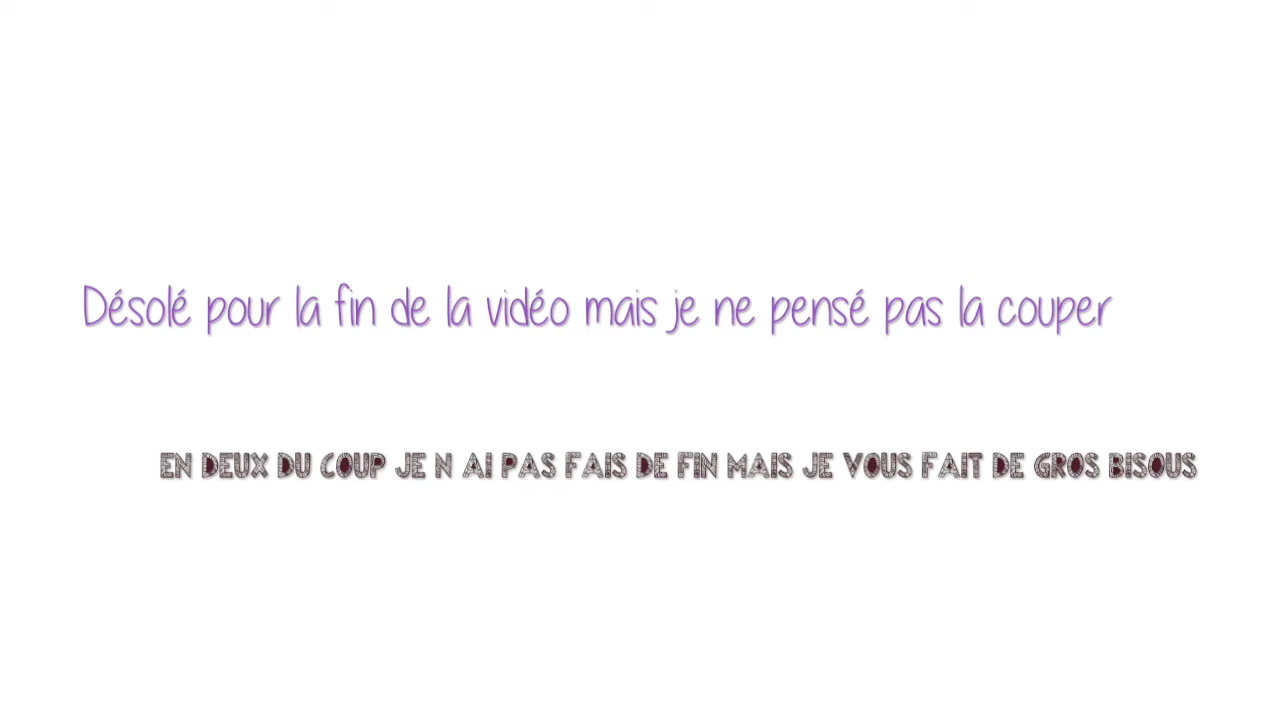 Désolé pour la fin de la vidéo mais je ne pensé pas la couper
EN DEUX DU COUP JE N AI PAS FAIS DE FIN MAIS JE VOUS FAIT DE GROS BISOUS